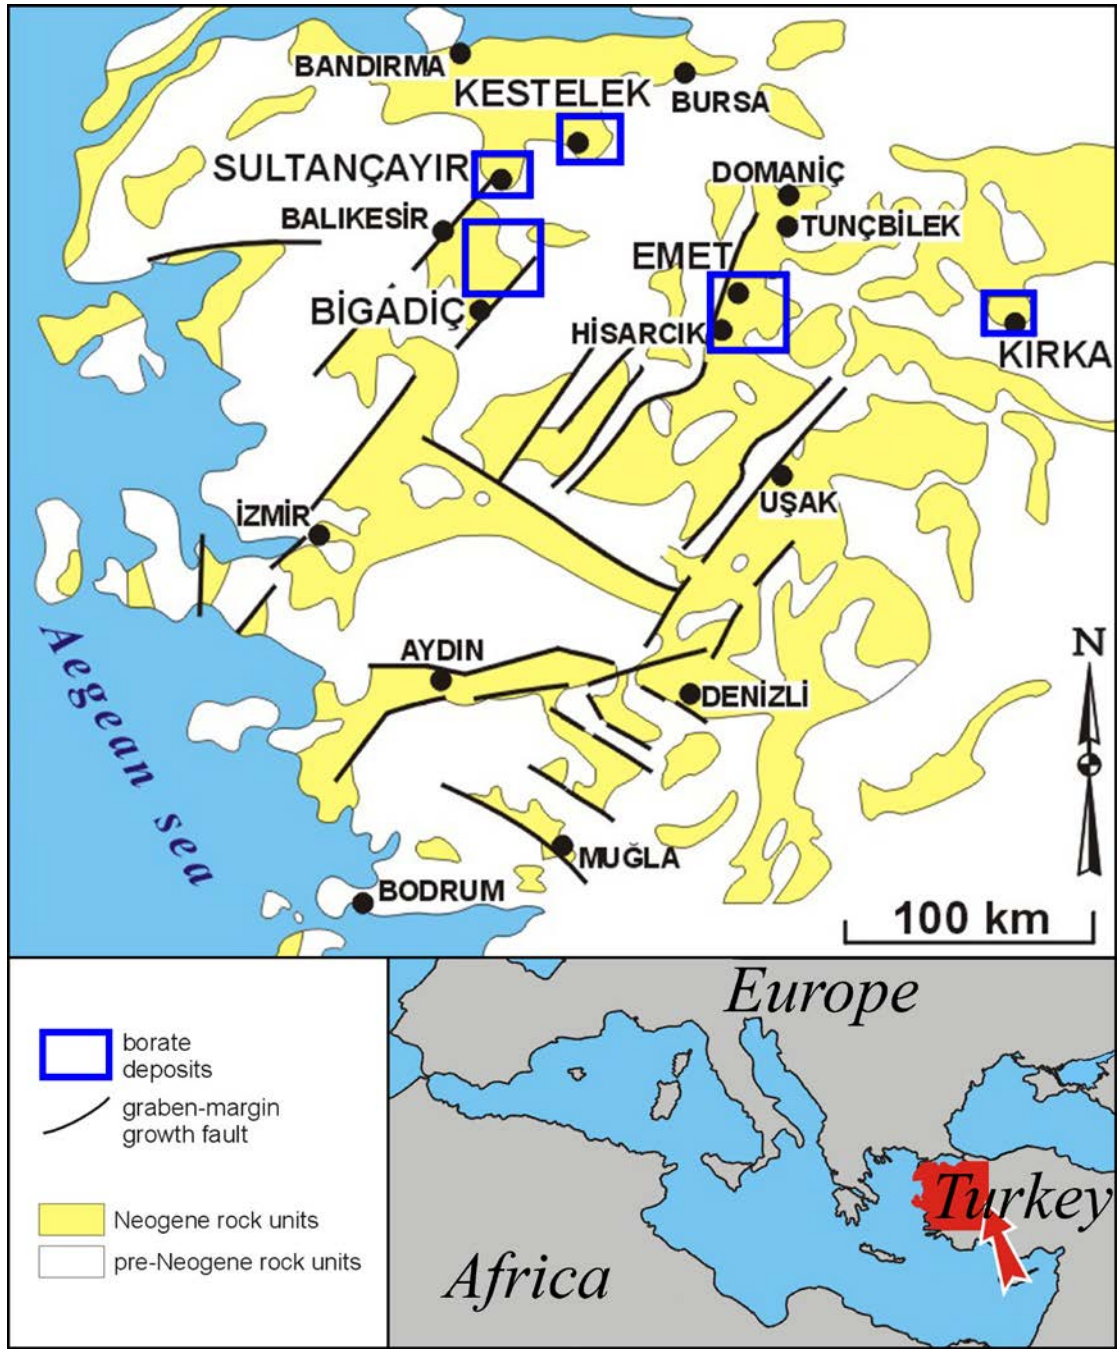 BANDIRMA
BURSA
KESTELEK
SULTANÇAYIR
DOMANİÇ
BALIKESİR
TUNÇBİLEK
EMET
BİGADİÇ
HİSARCIK
KIRKA
UŞAK
İZMİR
Aegean sea
N
AYDIN
DENİZLİ
MUĞLA
BODRUM
100 km
borate
deposits
graben-margin
growth fault
Neogene rock units
pre-Neogene rock units
Europe
Turkey
Africa